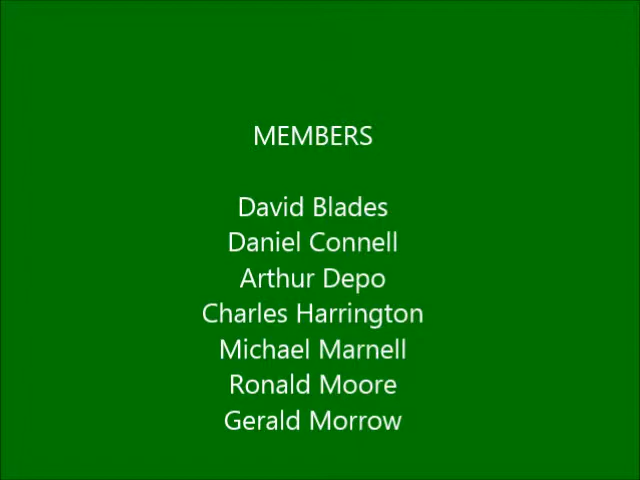 MEMBERS
David Blades
Daniel Connell
Arthur Depo
Charles Harrington
Michael Marnell
Ronald Moore
Gerald Morrow